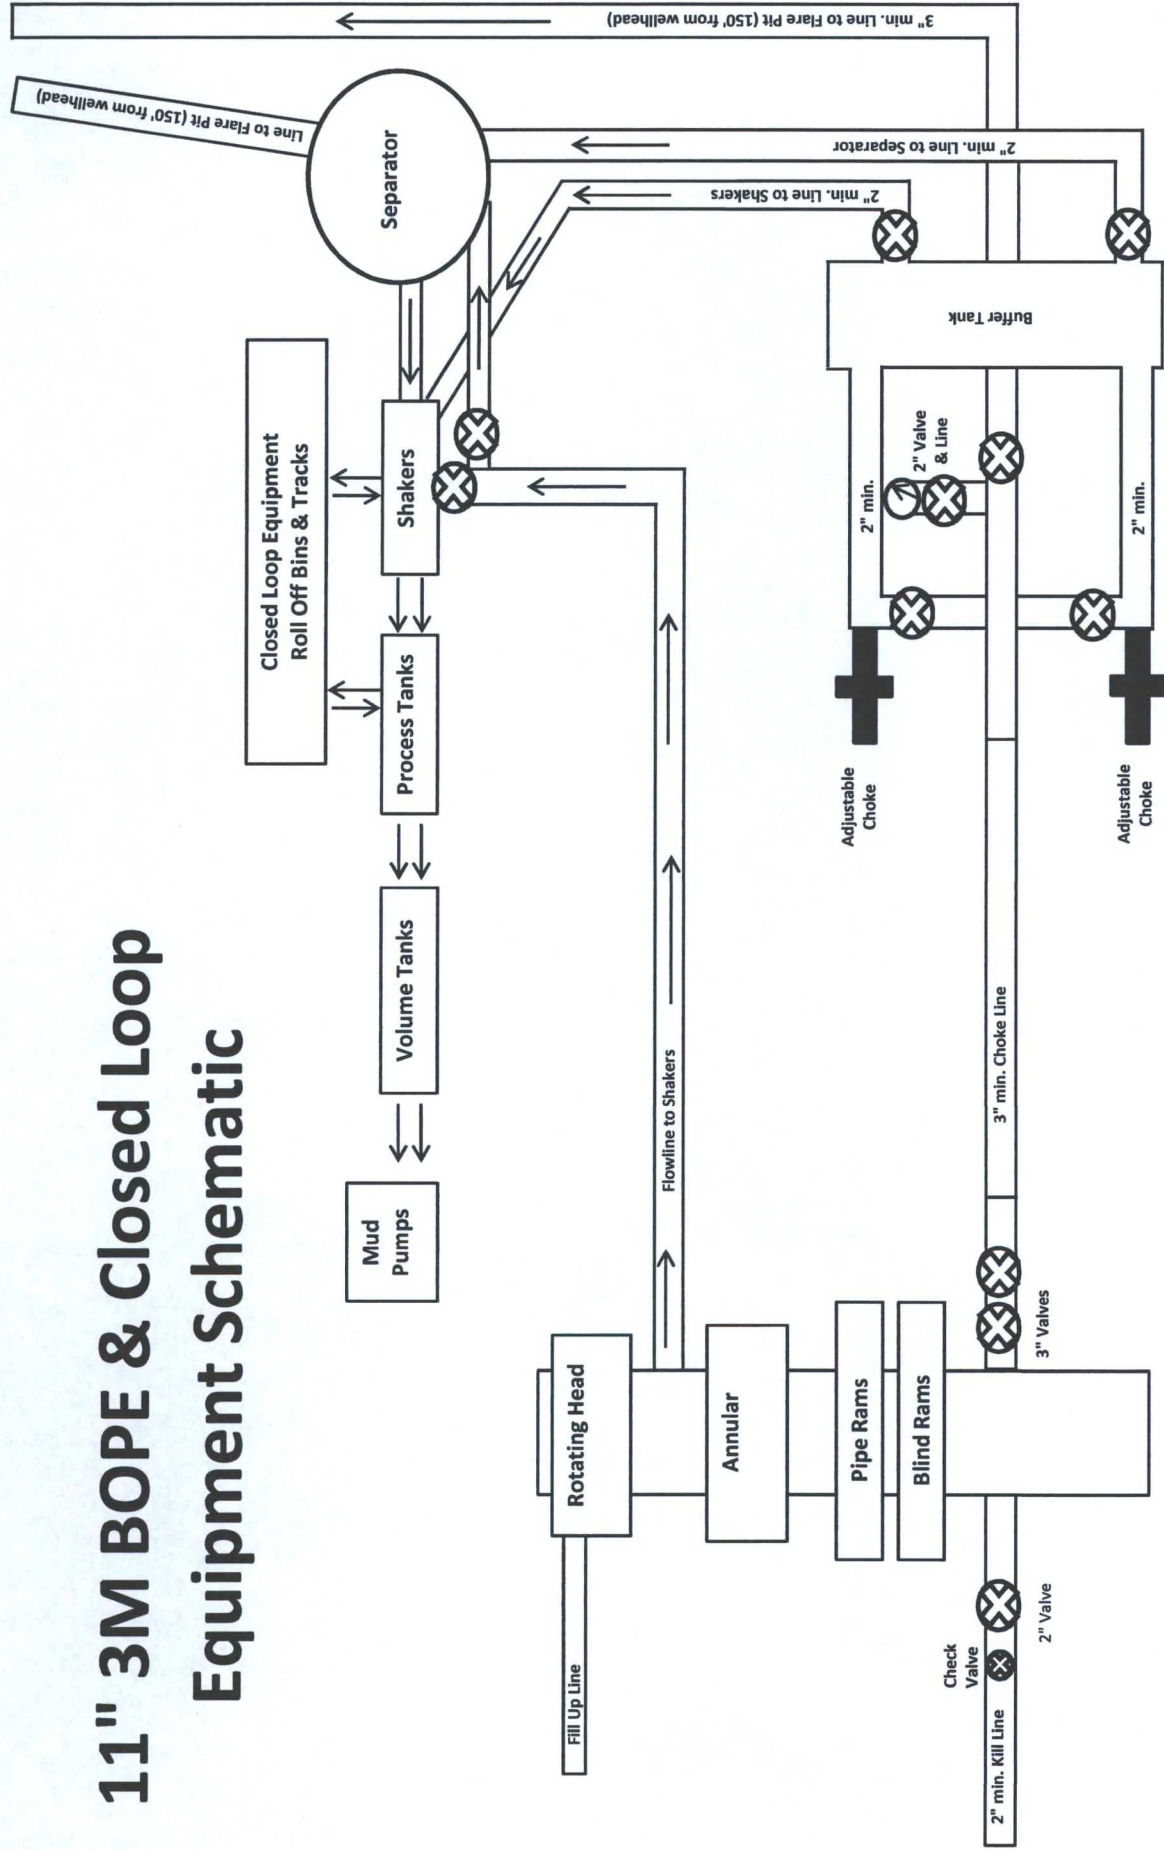 11" 3M BOPE & Closed Loop
Equipment Schematic
Closed Loop Equipment
Roll Off Bins & Tracks
Mud
Pumps
Volume Tanks
Process Tanks
Shakers
Separator
Line to Flare Pit (150' from wellhead)
3" min. Line to Flare Pit (150' from wellhead)
Fill Up Line
Rotating Head
Flowline to Shakers
Annular
Pipe Rams
Blind Rams
2" min. Line to Shakers
2" min. Line to Separator
Adjustable
Choke
2" min.
2" Valve
& Line
Buffer Tank
Check
Valve
2" min. Kill Line
2" Valve
3" Valves
3" min. Choke Line
Adjustable
Choke
2" min.